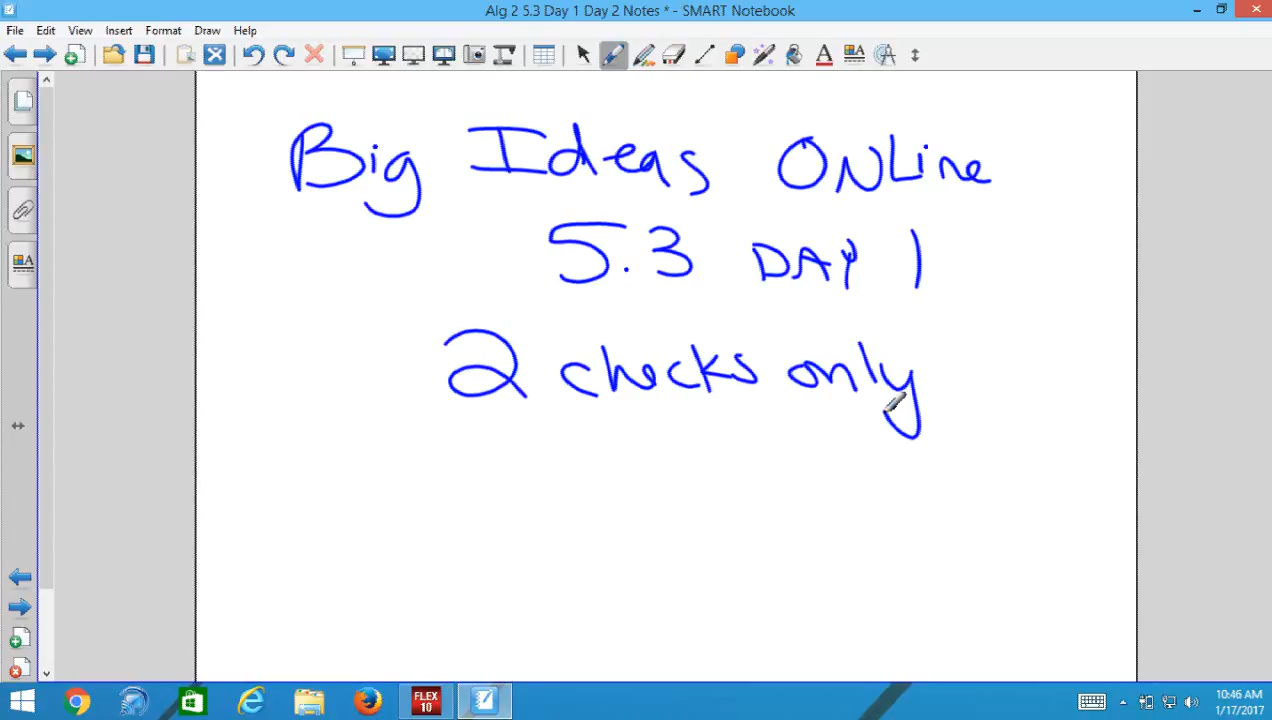 Alg 2 5.3 Day 1 Day 2 Notes * - SMART Notebook
File Edit View Insert Format Draw Help
Big Ideas ONLine
5.3 DAY 1
2 checks only
FLEX 10
10:46 AM
1/17/2017